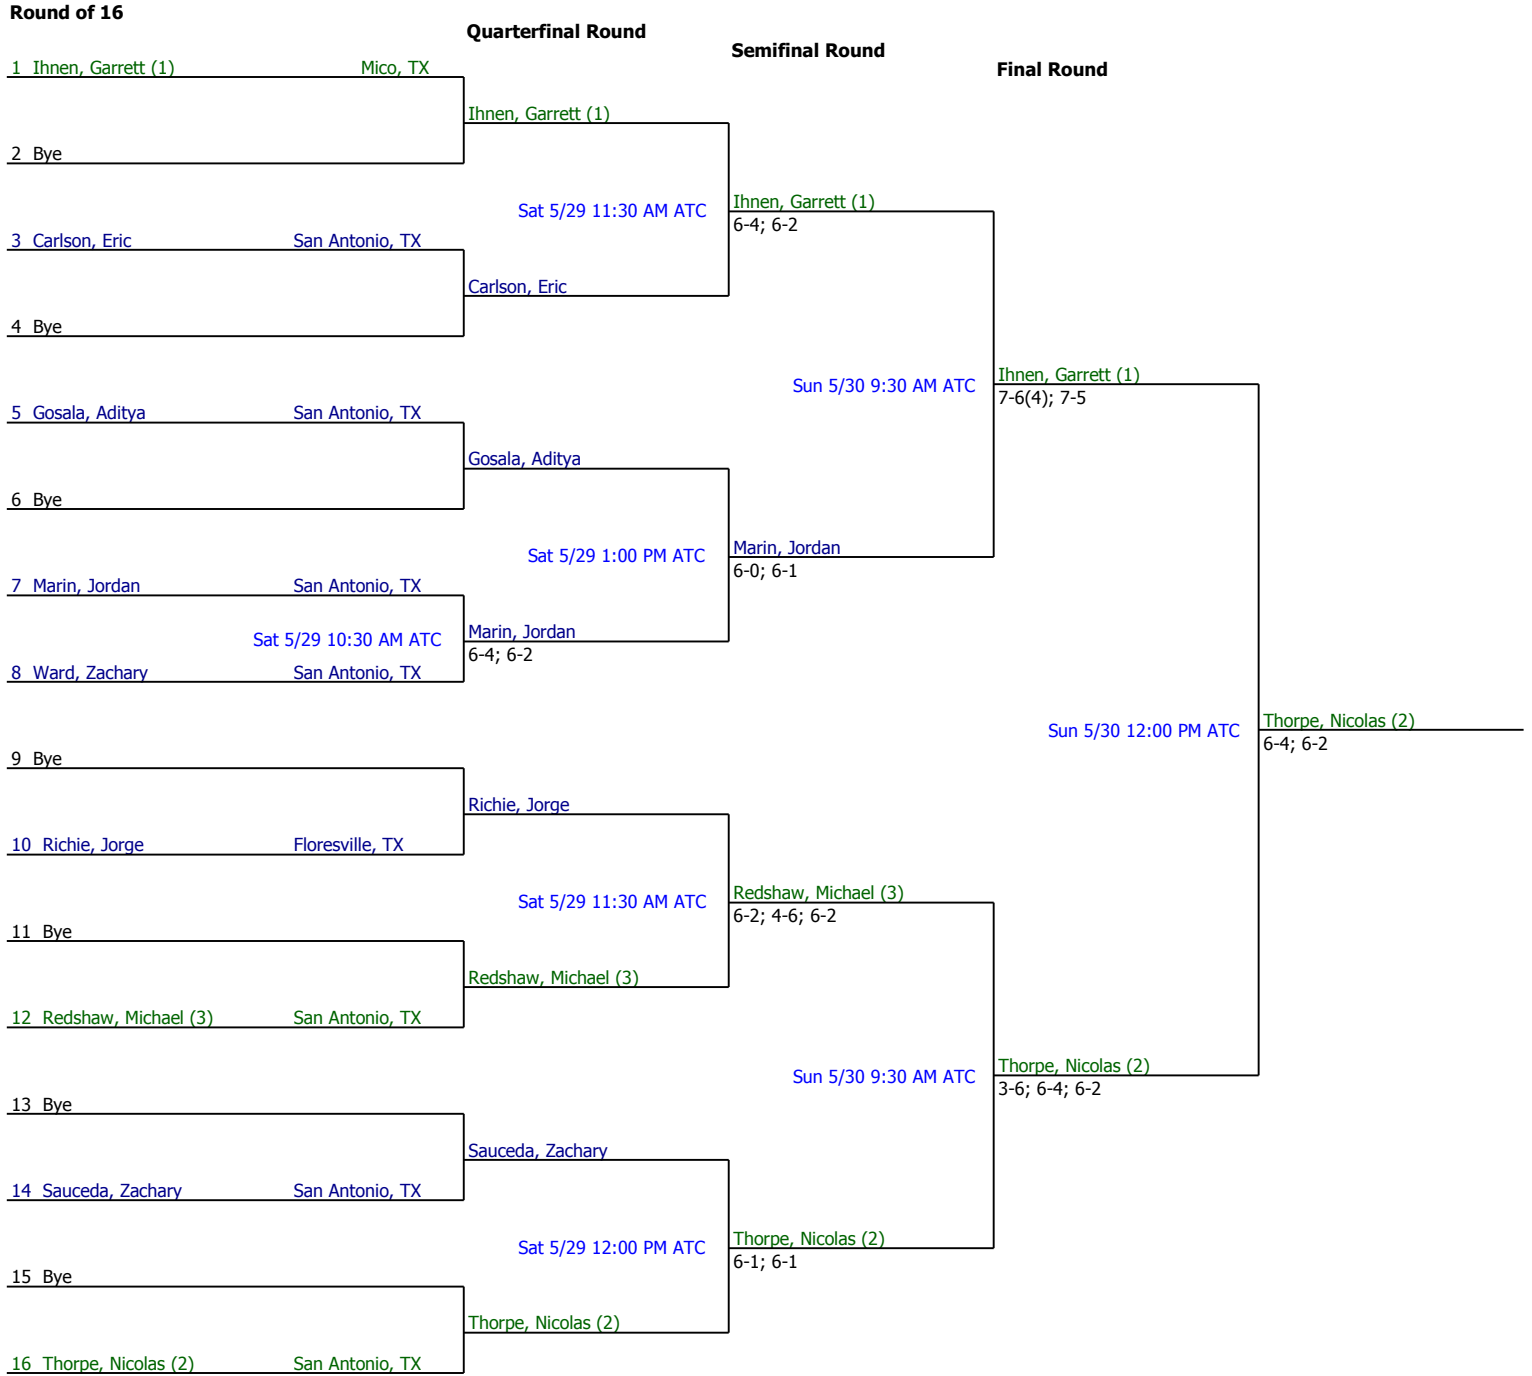 Round of 16
Quarterfinal Round
Semifinal Round
Final Round
1 Ihnen, Garrett (1) Mico, TX
Ihnen, Garrett (1)
2 Bye
Sat 5/29 11:30 AM ATC
Ihnen, Garrett (1)
6-4; 6-2
3 Carlson, Eric San Antonio, TX
Carlson, Eric
4 Bye
Sun 5/30 9:30 AM ATC
Ihnen, Garrett (1)
7-6(4); 7-5
5 Gosala, Aditya San Antonio, TX
Gosala, Aditya
6 Bye
Sat 5/29 1:00 PM ATC
Marin, Jordan
6-0; 6-1
7 Marin, Jordan San Antonio, TX
Sat 5/29 10:30 AM ATC
Marin, Jordan
6-4; 6-2
8 Ward, Zachary San Antonio, TX
Sun 5/30 12:00 PM ATC
Thorpe, Nicolas (2)
6-4; 6-2
9 Bye
Richie, Jorge
10 Richie, Jorge Floresville, TX
Sat 5/29 11:30 AM ATC
Redshaw, Michael (3)
6-2; 4-6; 6-2
11 Bye
Redshaw, Michael (3)
12 Redshaw, Michael (3) San Antonio, TX
Sun 5/30 9:30 AM ATC
Thorpe, Nicolas (2)
3-6; 6-4; 6-2
13 Bye
Sauceda, Zachary
14 Sauceda, Zachary San Antonio, TX
Sat 5/29 12:00 PM ATC
Thorpe, Nicolas (2)
6-1; 6-1
15 Bye
Thorpe, Nicolas (2)
16 Thorpe, Nicolas (2) San Antonio, TX